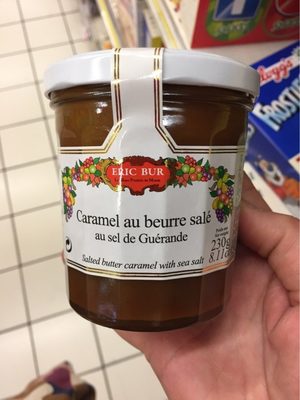 ERIC BUR
Caramel au beurre salé
au sel de Guérande
230g
8.11
Salted butter caramel with sea salt
Kellogg's